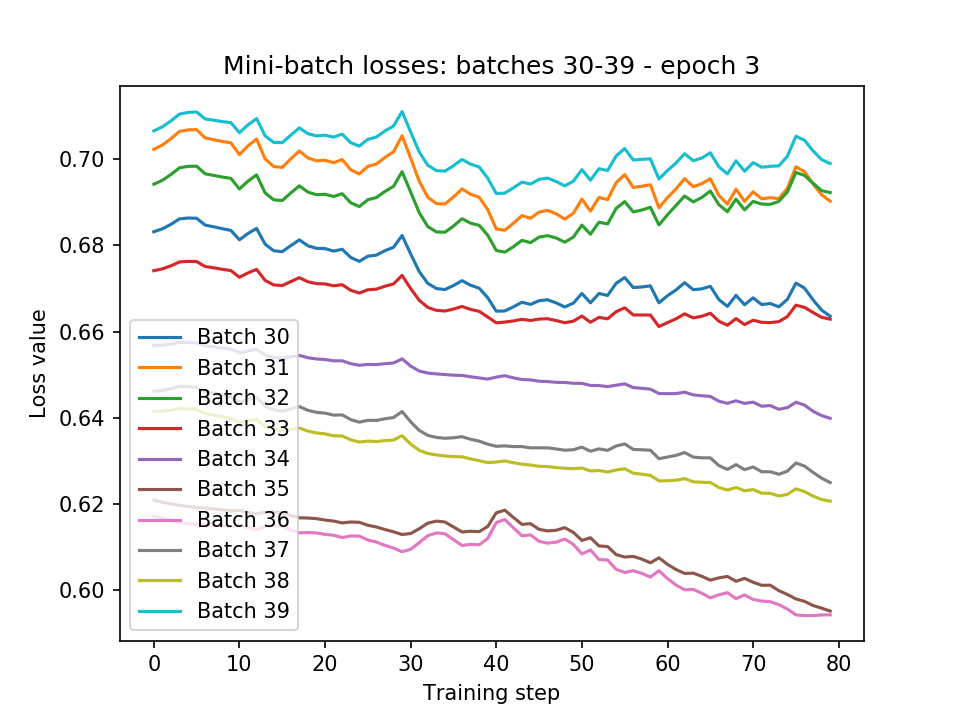 Mini-batch losses: batches 30-39 - epoch 3
0.70
0.68
0.66
0.64
0.62
0.60
Loss value
Batch 30
Batch 31
Batch 32
Batch 33
Batch 34
Batch 35
Batch 36
Batch 37
Batch 38
Batch 39
0 10 20 30 40 50 60 70 80
Training step